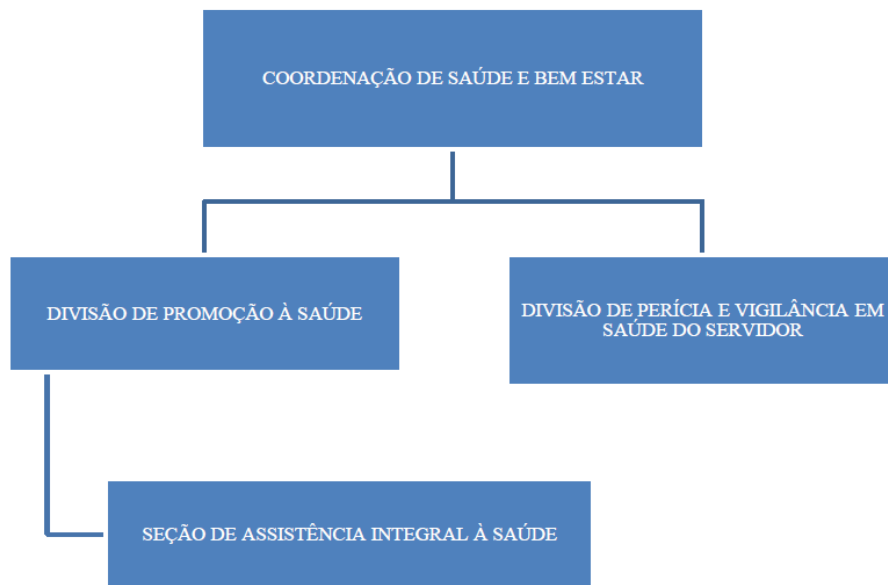 COORDENAÇÃO DE SAÚDE E BEM ESTAR
DIVISÃO DE PROMOÇÃO À SAÚDE
DIVISÃO DE PERÍCIA E VIGILÂNCIA EM
SAÚDE DO SERVIDOR
SEÇÃO DE ASSISTÊNCIA INTEGRAL À SAÚDE